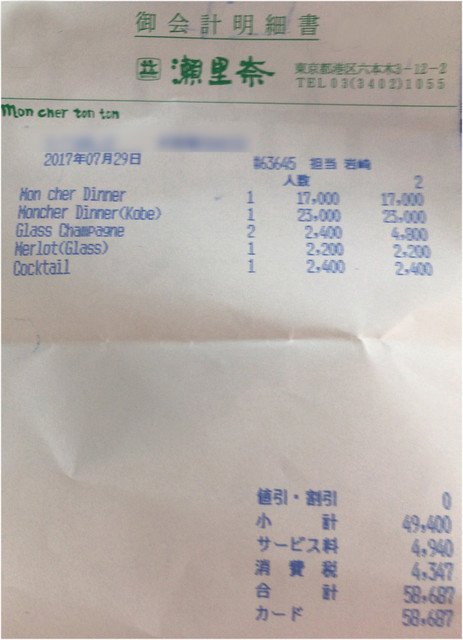 御会計明細書
瀬里奈 東京都港区六本木3-12-2
TEL 03(3402)1055
mon cher ton ton
2017年07月29日 #63645 担当 岩崎
人数 2
Mon cher Dinner 1 17,000 17,000
Moncher Dinner(Kobe) 1 23,000 23,000
Glass Champagne 2 2,400 4,800
Merlot(Glass) 1 2,200 2,200
Cocktail 1 2,400 2,400
値引・割引 0
小計 49,400
サービス料 4,940
消費税 4,347
合計 58,687
カード 58,687